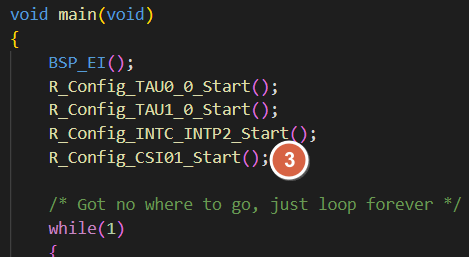 void main(void)
{
BSP_EI();
R_Config_TAU0_0_Start();
R_Config_TAU1_0_Start();
R_Config_INTC_INTP2_Start();
R_Config_CSI01_Start(); 3
/* Got no where to go, just loop forever */
while(1)
{